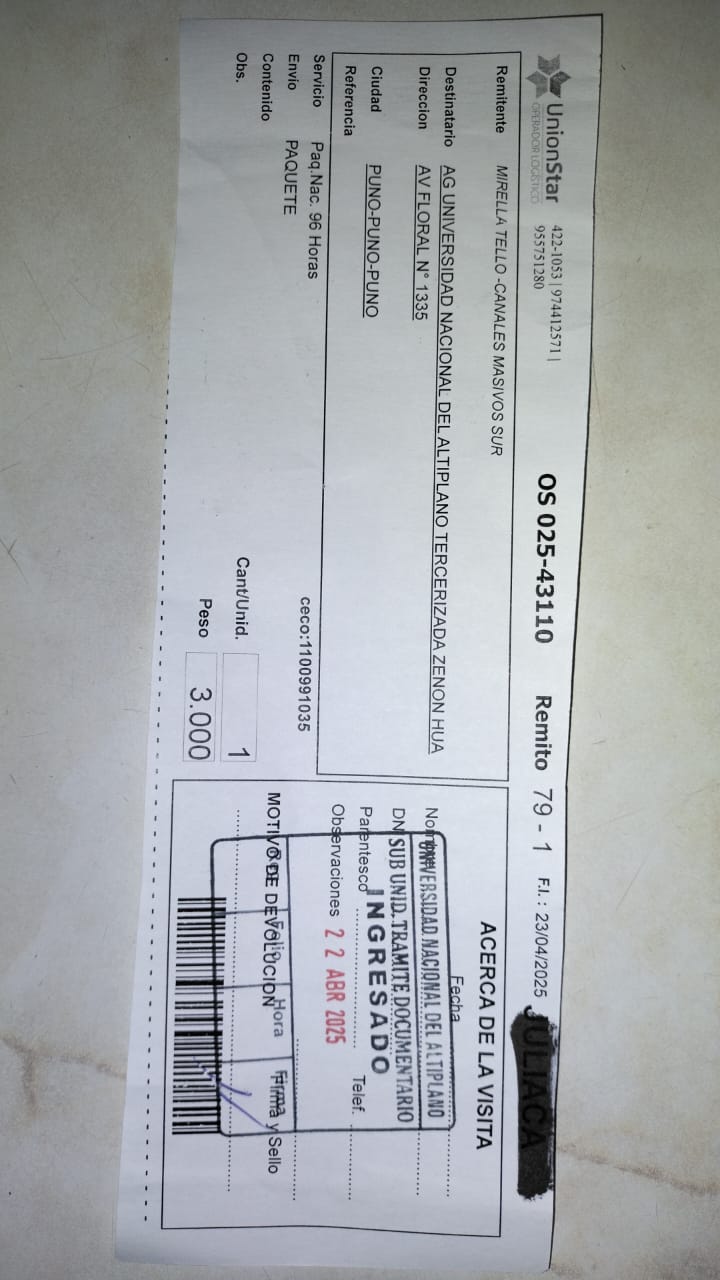 UnionStar
OPERADOR LOGÍSTICO
422-1053 | 974412571 |
955751280
OS 025-43110
Remito 79 - 1
F.I.: 23/04/2025
JULIACA
Remitente MIRELLA TELLO -CANALES MASIVOS SUR
Destinatario AG UNIVERSIDAD NACIONAL DEL ALTIPLANO TERCERIZADA ZENON HUA
Direccion AV FLORAL N° 1335
Ciudad PUNO-PUNO-PUNO
Referencia
Servicio Paq.Nac. 96 Horas
ceco:1100991035
Envio PAQUETE
Contenido
Obs.
Cant/Unid. 1
Peso 3.000
ACERCA DE LA VISITA
Fecha
Nombre
DNI
Parentesco
Telef.
Observaciones
MOTIVO DE DEVOLUCION
Firma y Sello
UNIVERSIDAD NACIONAL DEL ALTIPLANO
SUB UNID. TRAMITE DOCUMENTARIO
INGRESADO
22 ABR 2025
Folio Hora Firma